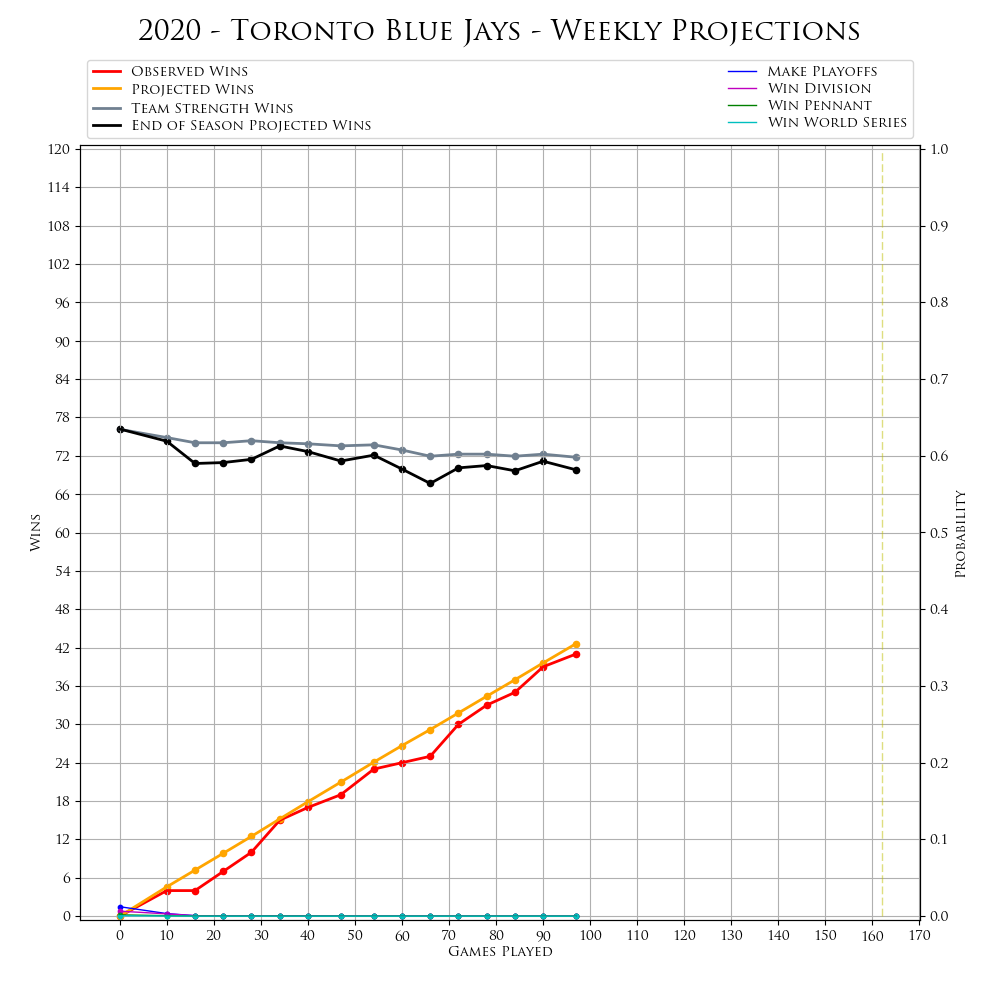 2020 - Toronto Blue Jays - Weekly Projections
Observed Wins
Projected Wins
Team Strength Wins
End of Season Projected Wins
Make Playoffs
Win Division
Win Pennant
Win World Series
120
114
108
102
96
90
84
78
72
66
60
54
48
42
36
30
24
18
12
6
0
Wins
1.0
0.9
0.8
0.7
0.6
0.5
0.4
0.3
0.2
0.1
0.0
Probability
0 10 20 30 40 50 60 70 80 90 100 110 120 130 140 150 160 170
Games Played